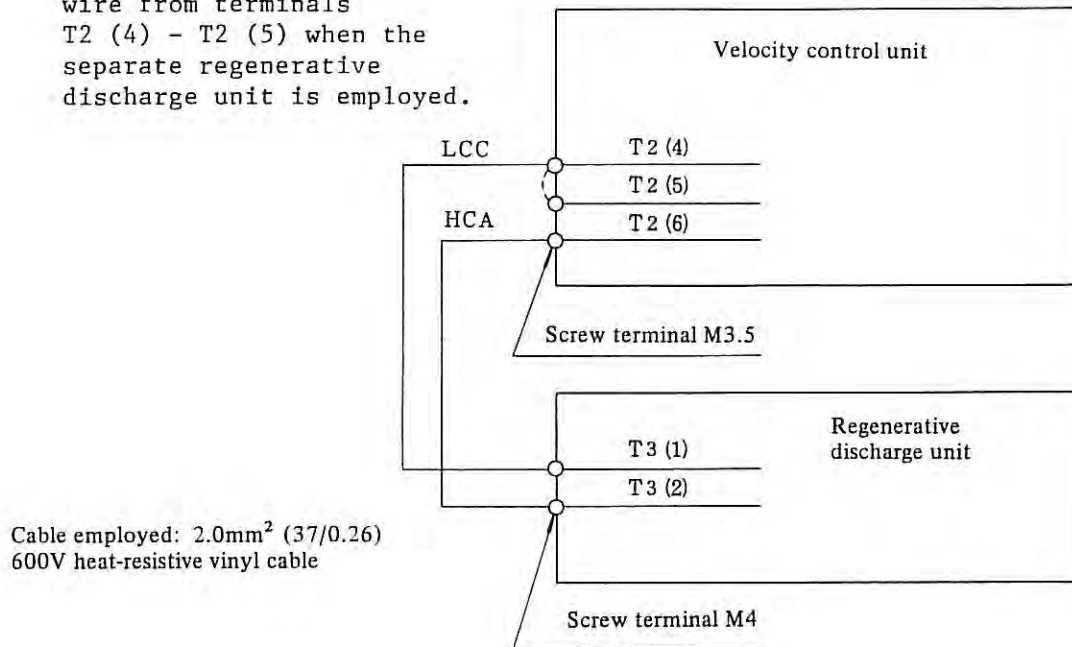 wire from terminals
T2 (4) - T2 (5) when the
separate regenerative
discharge unit is employed.
Velocity control unit
LCC
T2 (4)
T2 (5)
HCA
T2 (6)
Screw terminal M3.5
Regenerative
discharge unit
T3 (1)
T3 (2)
Cable employed: 2.0mm² (37/0.26)
600V heat-resistive vinyl cable
Screw terminal M4